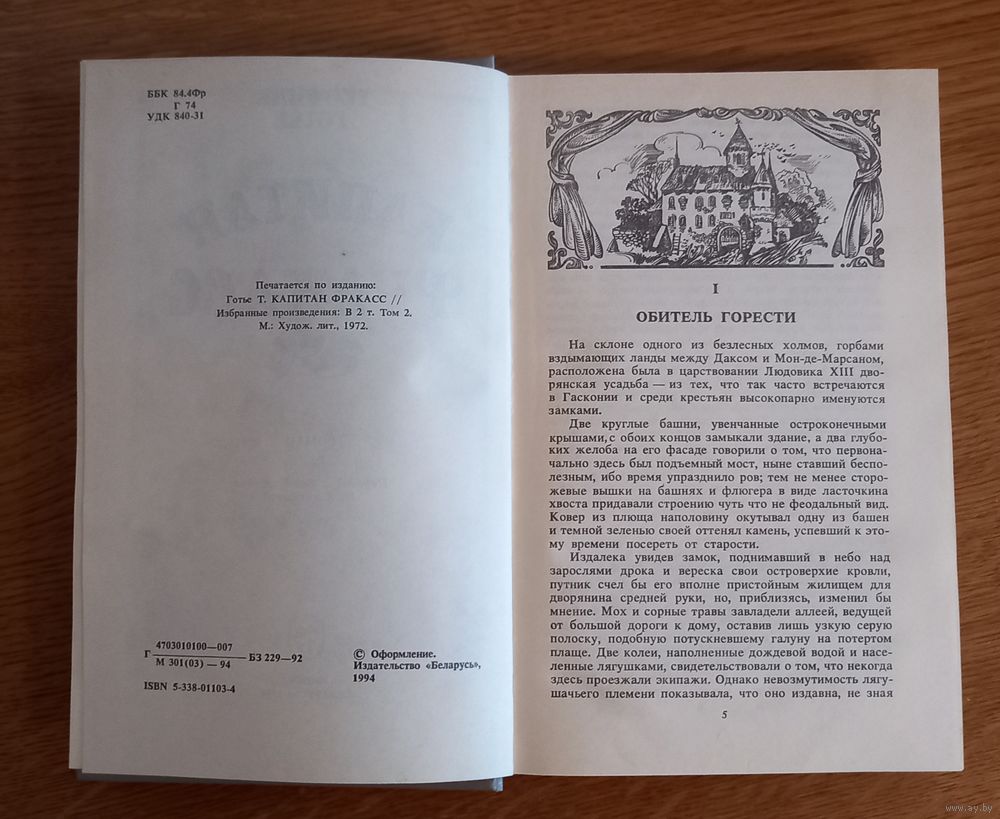 ББК 84.4Фр
Г 74
УДК 840-31
Печатается по изданию:
Готье Т. КАПИТАН ФРАКАСС //
Избранные произведения: В 2 т. Том 2.
М.: Худож. лит., 1972.
Г 4703010100—007 БЗ 229—92
М 301(03) — 94
ISBN 5-338-01103-4
© Оформление.
Издательство «Беларусь»,
1994
I
ОБИТЕЛЬ ГОРЕСТИ
На склоне одного из безлесных холмов, горбами
вздымающих ланды между Даксом и Мон-де-Марсаном,
расположена была в царствовании Людовика XIII дво-
рянская усадьба — из тех, что так часто встречаются
в Гасконии и среди крестьян высокопарно именуются
замками.
Две круглые башни, увенчанные остроконечными
крышами, с обоих концов замыкали здание, а два глубо-
ких желоба на его фасаде говорили о том, что первона-
чально здесь был подъемный мост, ныне ставший беспо-
лезным, ибо время упразднило ров; тем не менее сторо-
жевые вышки на башнях и флюгера в виде ласточкина
хвоста придавали строению чуть что не феодальный вид.
Ковер из плюща наполовину окутывал одну из башен
и темной зеленью своей оттенял камень, успевший к это-
му времени посереть от старости.
Издалека увидев замок, поднимавший в небо над
зарослями дрока и вереска свои островерхие кровли,
путник счел бы его вполне пристойным жилищем для
дворянина средней руки, но, приблизясь, изменил бы
мнение. Мох и сорные травы завладели аллеей, ведущей
от большой дороги к дому, оставив лишь узкую серую
полоску, подобную потускневшему галуну на потертом
плаще. Две колеи, наполненные дождевой водой и насе-
ленные лягушками, свидетельствовали о том, что некогда
здесь проезжали экипажи. Однако невозмутимость лягу-
шачьего племени показывала, что оно издавна, не зная
5
www.ay.by